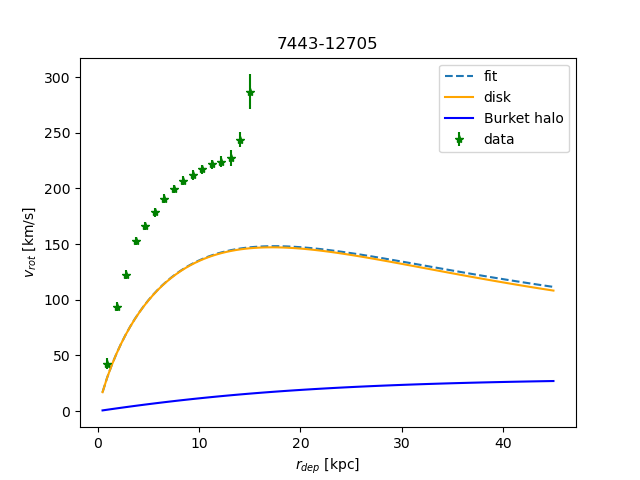 7443-12705
300
250
200
150
100
50
0
v_rot [km/s]
fit
disk
Burket halo
data
0 10 20 30 40
r_dep [kpc]